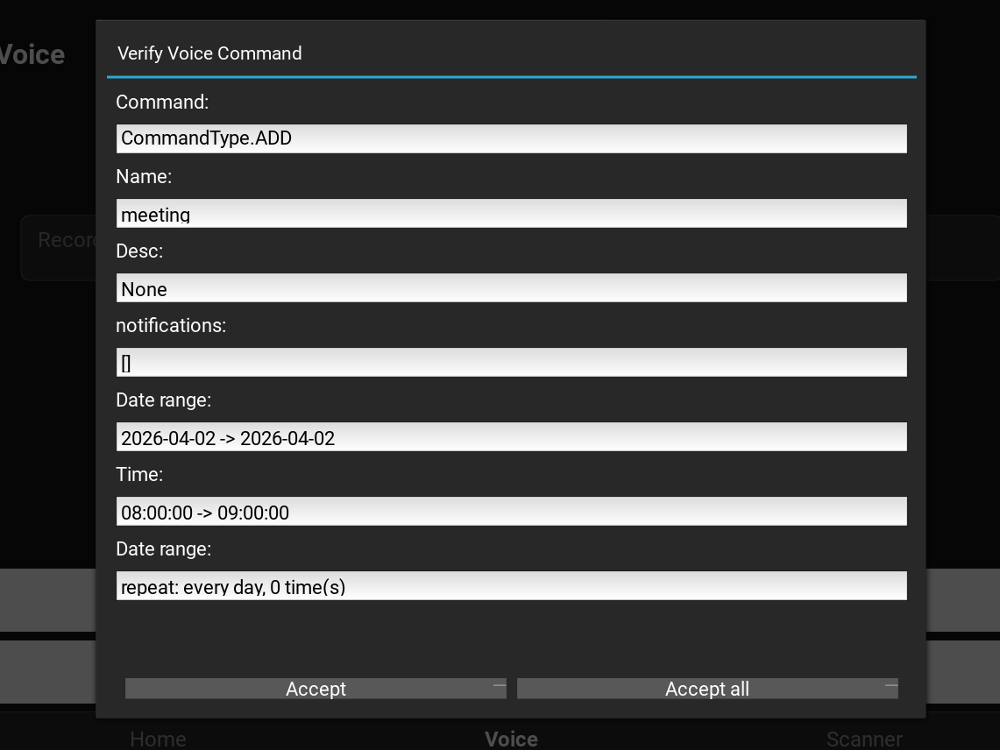 Voice
Verify Voice Command
Command:
CommandType.ADD
Name:
meeting
Record
Desc:
None
notifications:
[]
Date range:
2026-04-02 -> 2026-04-02
Time:
08:00:00 -> 09:00:00
Date range:
repeat: every day, 0 time(s)
Accept
Accept all
Home
Voice
Scanner